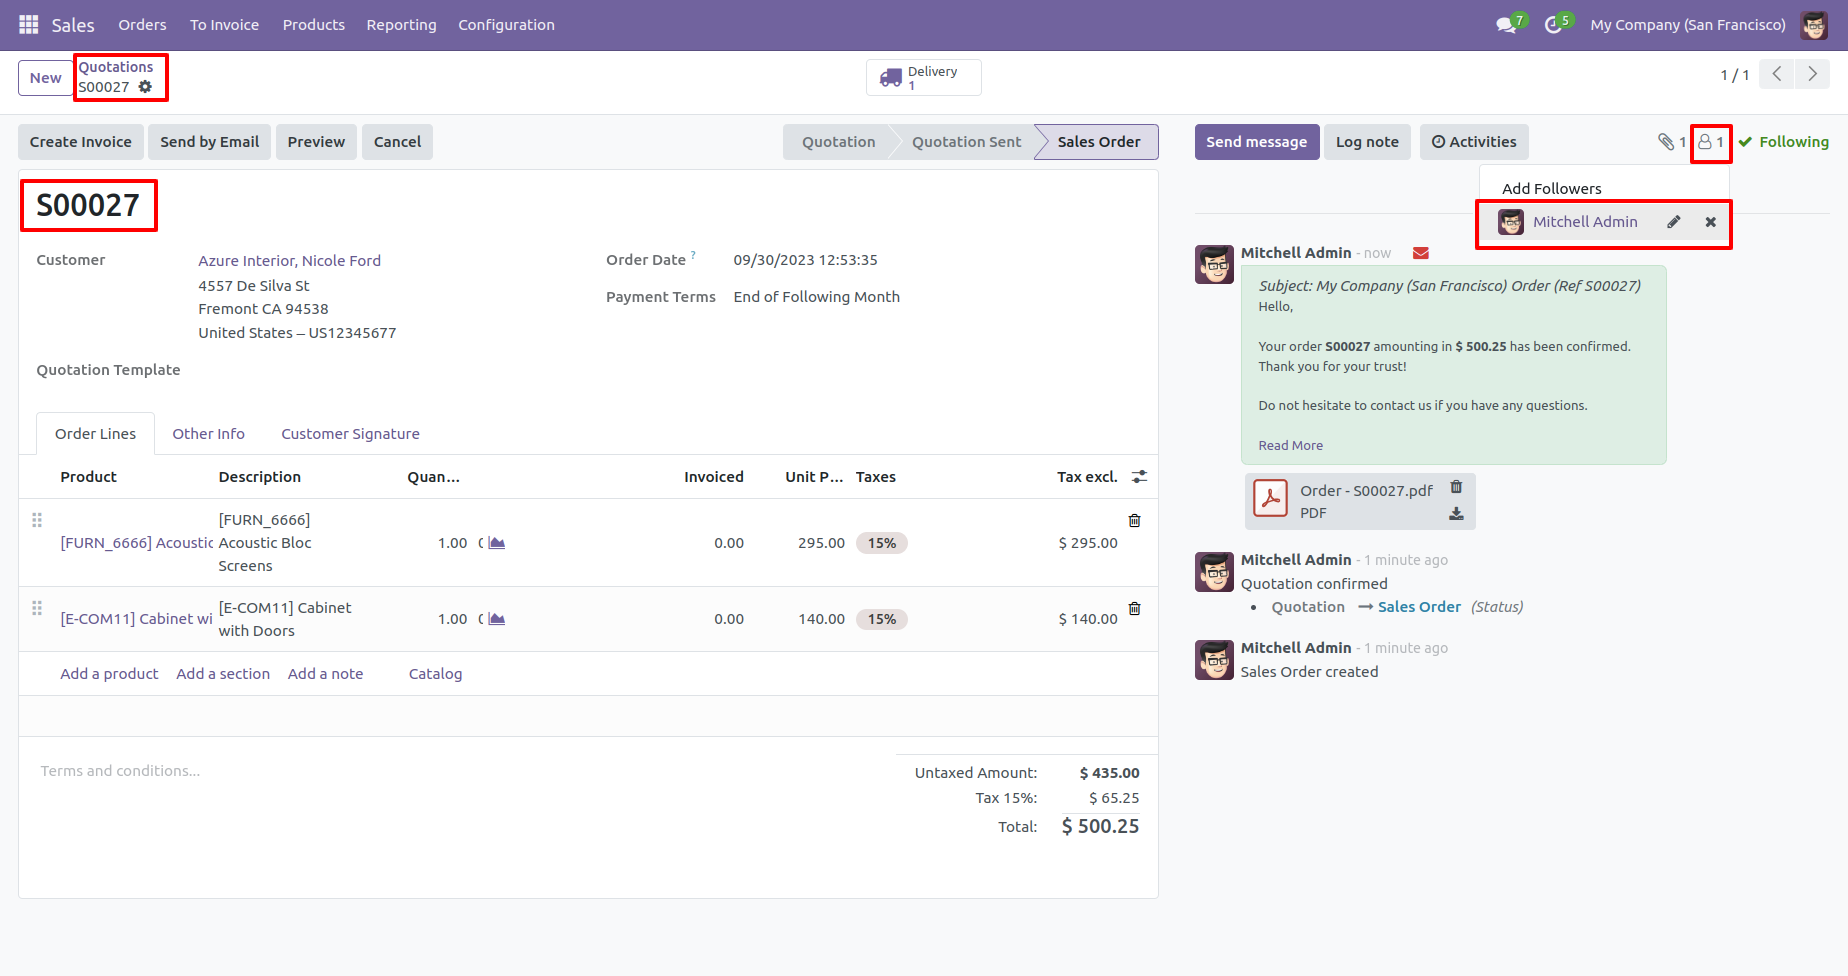 Sales Orders To Invoice Products Reporting Configuration 7 5 My Company (San Francisco)
New Quotations Delivery 1 / 1
S00027 1
Create Invoice Send by Email Preview Cancel Quotation Quotation Sent Sales Order Send message Log note Activities 1 1 Following
S00027
Customer Azure Interior, Nicole Ford
4557 De Silva St
Fremont CA 94538
United States – US12345677
Order Date ? 09/30/2023 12:53:35
Payment Terms End of Following Month
Quotation Template
Order Lines Other Info Customer Signature
Product Description Quan... Invoiced Unit P... Taxes Tax excl.
[FURN_6666] Acoustic [FURN_6666] 1.00 0.00 295.00 15% $ 295.00
Acoustic Bloc
Screens
[E-COM11] Cabinet wi [E-COM11] Cabinet 1.00 0.00 140.00 15% $ 140.00
with Doors
Add a product Add a section Add a note Catalog
Terms and conditions...
Untaxed Amount: $ 435.00
Tax 15%: $ 65.25
Total: $ 500.25
Add Followers
Mitchell Admin
Mitchell Admin - now
Subject: My Company (San Francisco) Order (Ref S00027)
Hello,
Your order S00027 amounting in $ 500.25 has been confirmed.
Thank you for your trust!
Do not hesitate to contact us if you have any questions.
Read More
Order - S00027.pdf
PDF
Mitchell Admin - 1 minute ago
Quotation confirmed
• Quotation → Sales Order (Status)
Mitchell Admin - 1 minute ago
Sales Order created